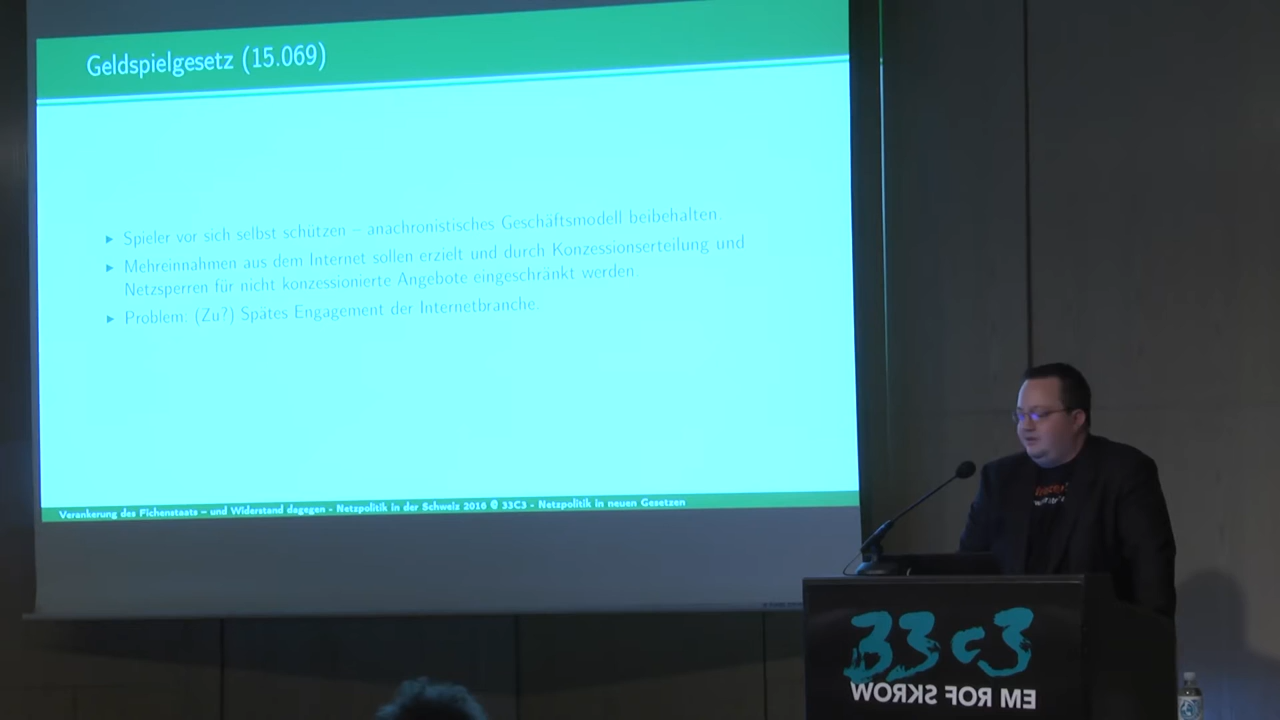 Geldspielgesetz (15.069)
▶ Spieler vor sich selbst schützen – anachronistisches Geschäftsmodell beibehalten.
▶ Mehreinnahmen aus dem Internet sollen erzielt und durch Konzessionserteilung und
Netzsperren für nicht konzessionierte Angebote eingeschränkt werden.
▶ Problem: (Zu?) Spätes Engagement der Internetbranche.
Verankerung des Fichenstaats – und Widerstand dagegen - Netzpolitik in der Schweiz 2016 @ 33C3 - Netzpolitik in neuen Gesetzen
33c3
WORKS FOR ME